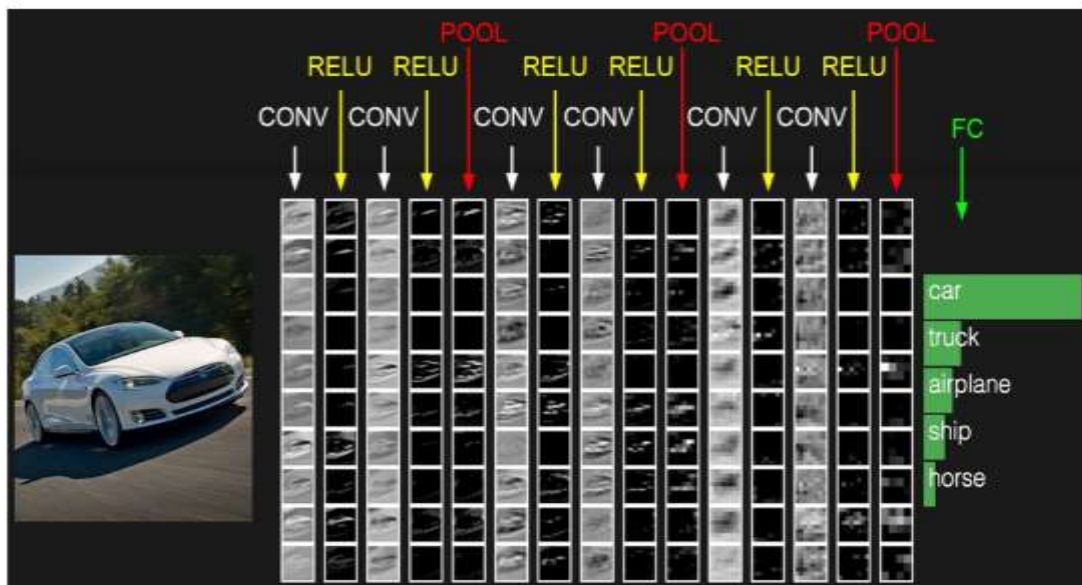 POOL POOL POOL
RELU RELU RELU RELU RELU RELU
CONV CONV CONV CONV CONV CONV
FC
car
truck
airplane
ship
horse